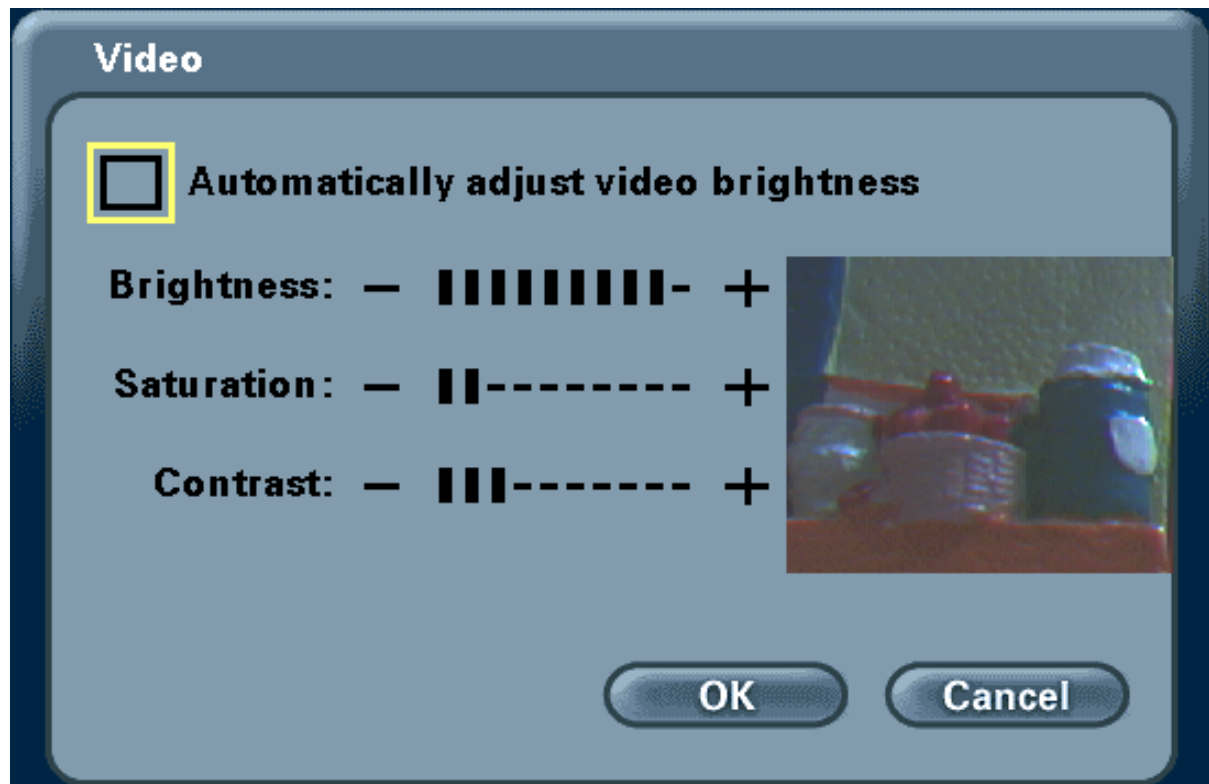 Video
Automatically adjust video brightness
Brightness: — +
Saturation: — +
Contrast: — +
OK Cancel